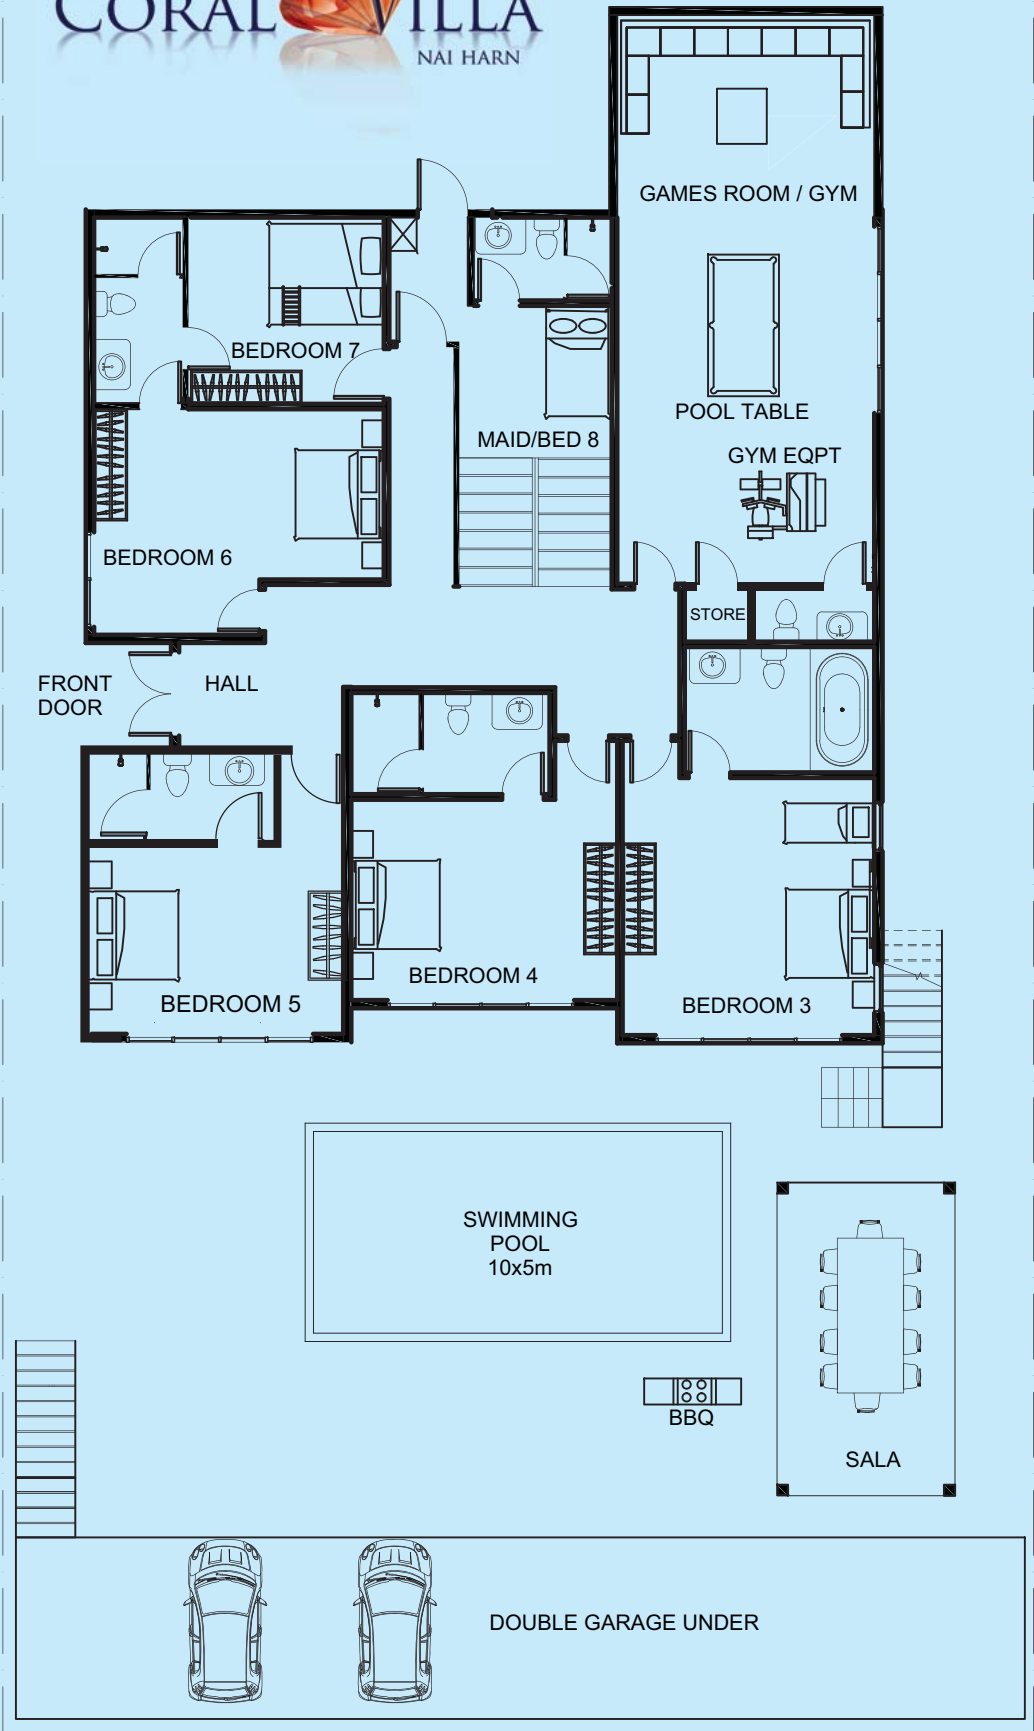 CORAL VILLA
NAI HARN
GAMES ROOM / GYM
BEDROOM 7
POOL TABLE
MAID/BED 8
GYM EQPT
BEDROOM 6
STORE
FRONT
DOOR
HALL
BEDROOM 4
BEDROOM 5
BEDROOM 3
SWIMMING
POOL
10x5m
BBQ
SALA
DOUBLE GARAGE UNDER